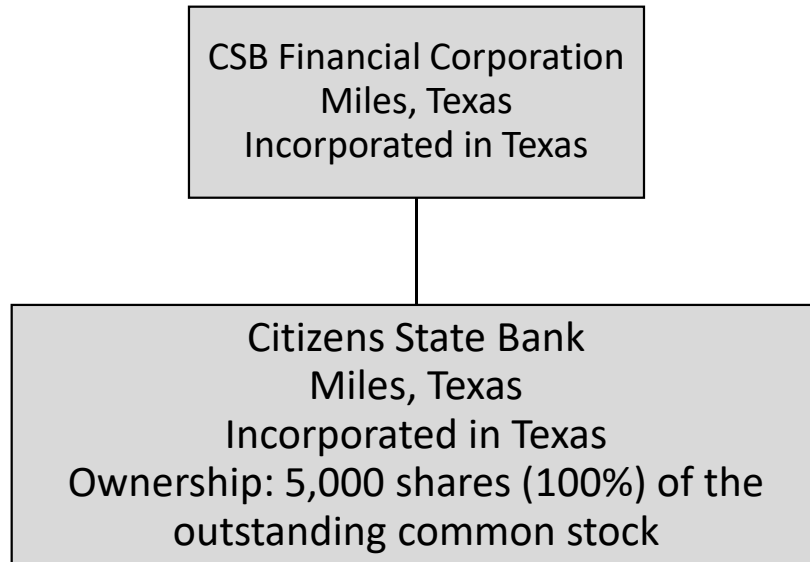 CSB Financial Corporation
Miles, Texas
Incorporated in Texas
Citizens State Bank
Miles, Texas
Incorporated in Texas
Ownership: 5,000 shares (100%) of the
outstanding common stock